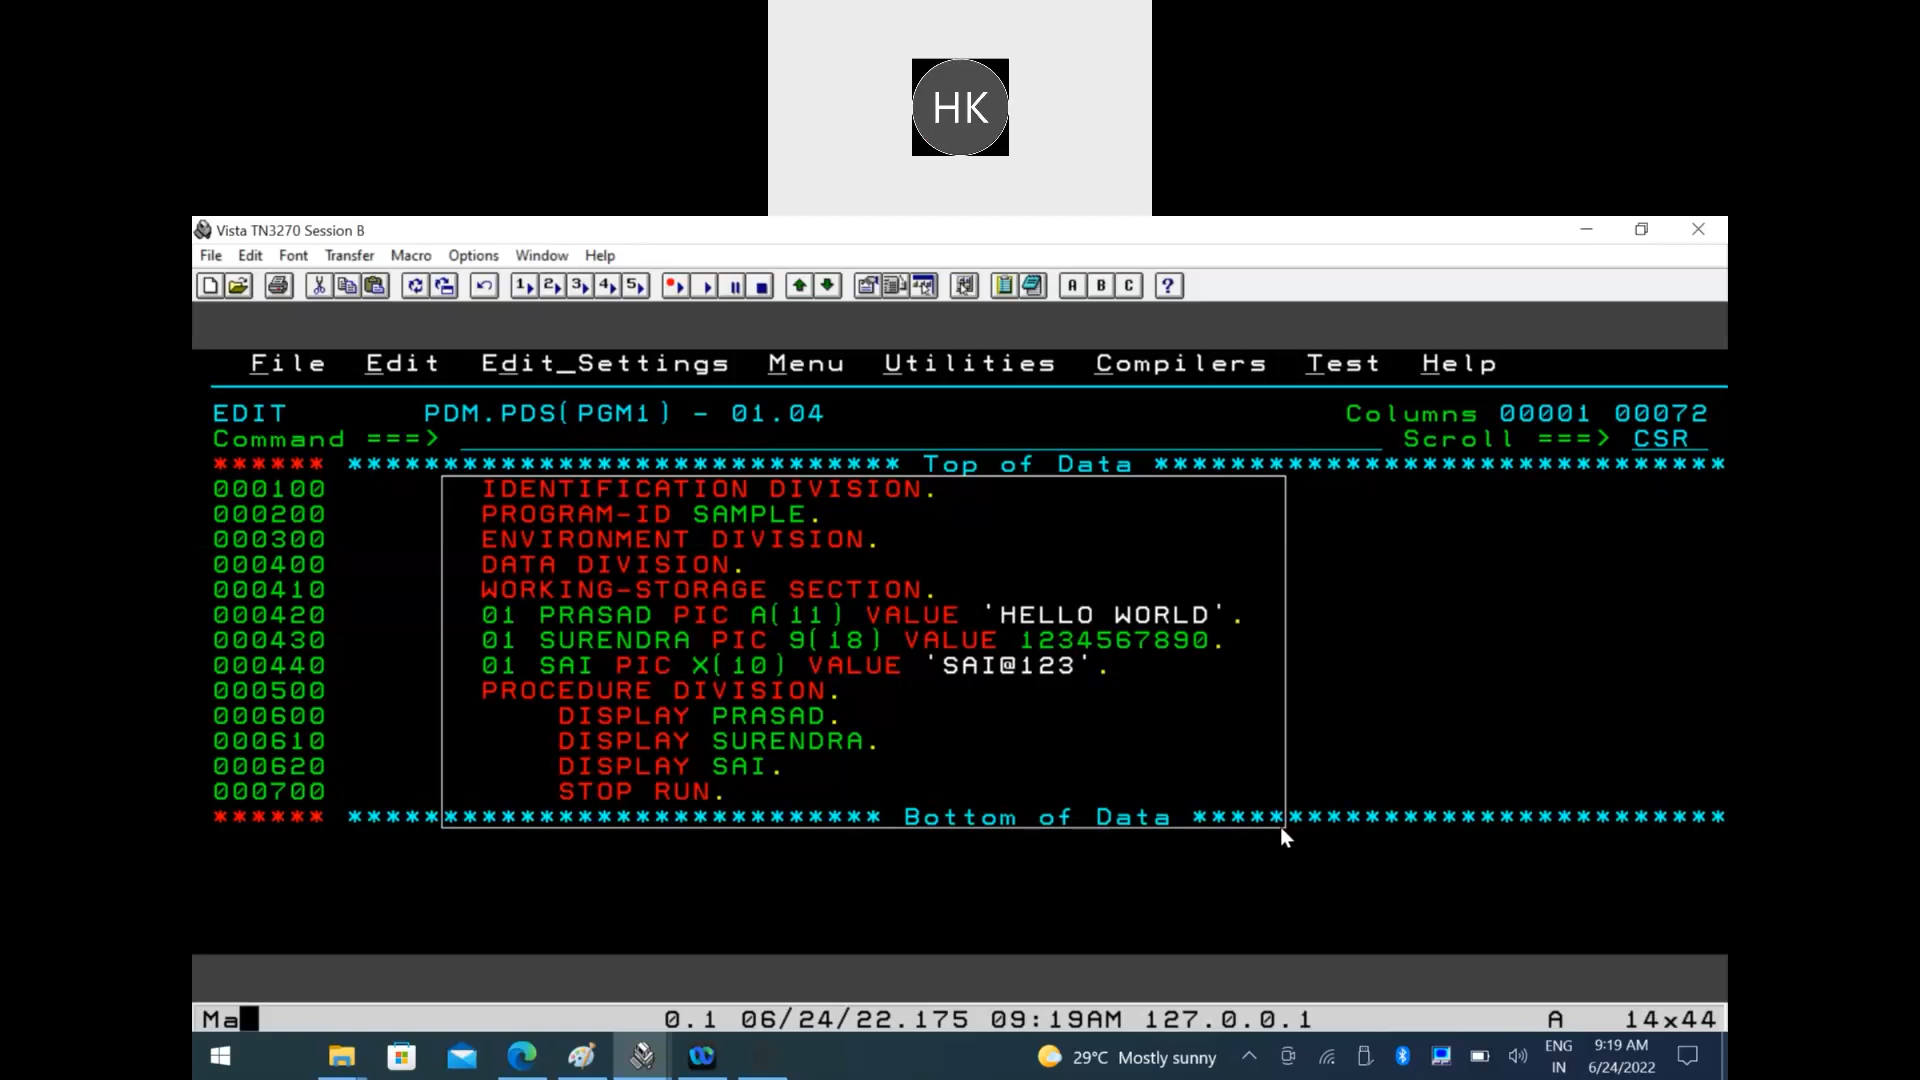 HK
Vista TN3270 Session B
File Edit Font Transfer Macro Options Window Help
1 2 3 4 5 A B C ?
File Edit Edit_Settings Menu Utilities Compilers Test Help
EDIT PDM.PDS(PGM1) - 01.04 Columns 00001 00072
Command ===> Scroll ===> CSR
****** ***************************** Top of Data ******************************
000100 IDENTIFICATION DIVISION.
000200 PROGRAM-ID SAMPLE.
000300 ENVIRONMENT DIVISION.
000400 DATA DIVISION.
000410 WORKING-STORAGE SECTION.
000420 01 PRASAD PIC A(11) VALUE 'HELLO WORLD'.
000430 01 SURENDRA PIC 9(18) VALUE 1234567890.
000440 01 SAI PIC X(10) VALUE 'SAI@123'.
000500 PROCEDURE DIVISION.
000600 DISPLAY PRASAD.
000610 DISPLAY SURENDRA.
000620 DISPLAY SAI.
000700 STOP RUN.
****** **************************** Bottom of Data ****************************
Ma 0.1 06/24/22.175 09:19AM 127.0.0.1 A 14x44
29°C Mostly sunny ENG 9:19 AM
IN 6/24/2022